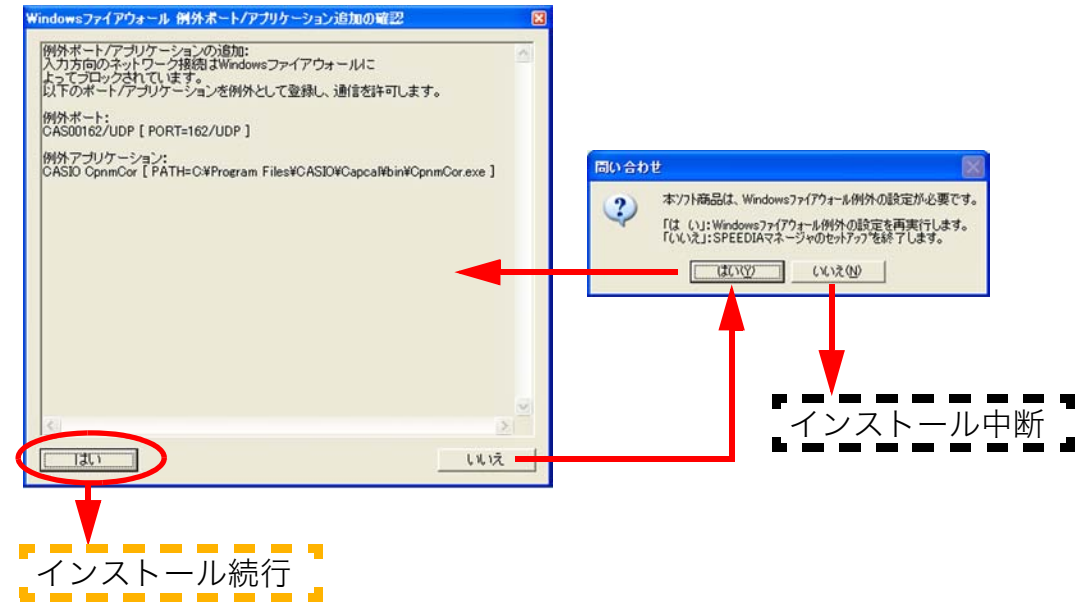 Windowsファイアウォール 例外ポート/アプリケーション追加の確認
例外ポート/アプリケーションの追加:
入力方向のネットワーク接続はWindowsファイアウォールに
よってブロックされています。
以下のポート/アプリケーションを例外として登録し、通信を許可します。
例外ポート:
CAS00162/UDP [ PORT=162/UDP ]
例外アプリケーション:
CASIO CpnmCor [ PATH=C:¥Program Files¥CASIO¥Capcal¥bin¥CpnmCor.exe ]
はい
いいえ
インストール続行
問い合わせ
本ソフト商品は、Windowsファイアウォール例外の設定が必要です。
「は い」:Windowsファイアウォール例外の設定を再実行します。
「いいえ」:SPEEDIAマネージャのセットアップを終了します。
はい(Y)
いいえ(N)
インストール中断